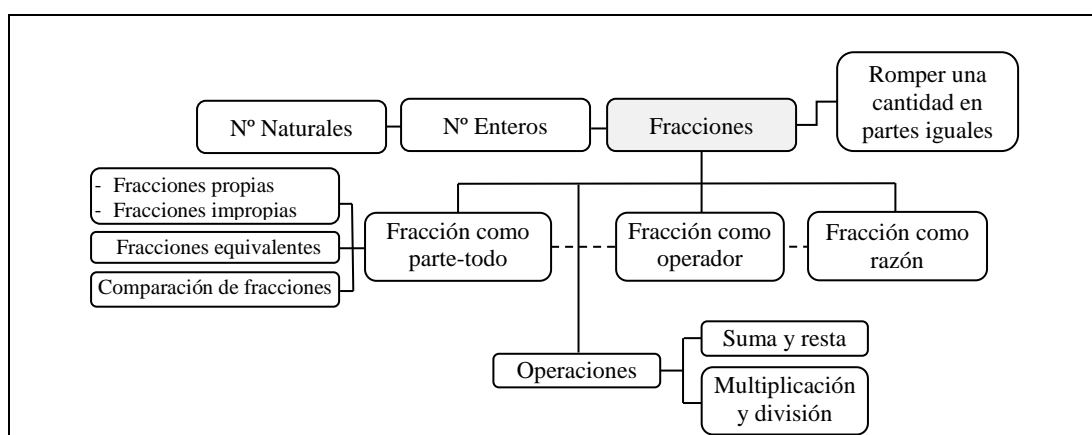 Romper una
cantidad en
partes iguales
Nº Naturales
Nº Enteros
Fracciones
- Fracciones propias
- Fracciones impropias
Fracciones equivalentes
Comparación de fracciones
Fracción como
parte-todo
Fracción como
operador
Fracción como
razón
Operaciones
Suma y resta
Multiplicación
y división